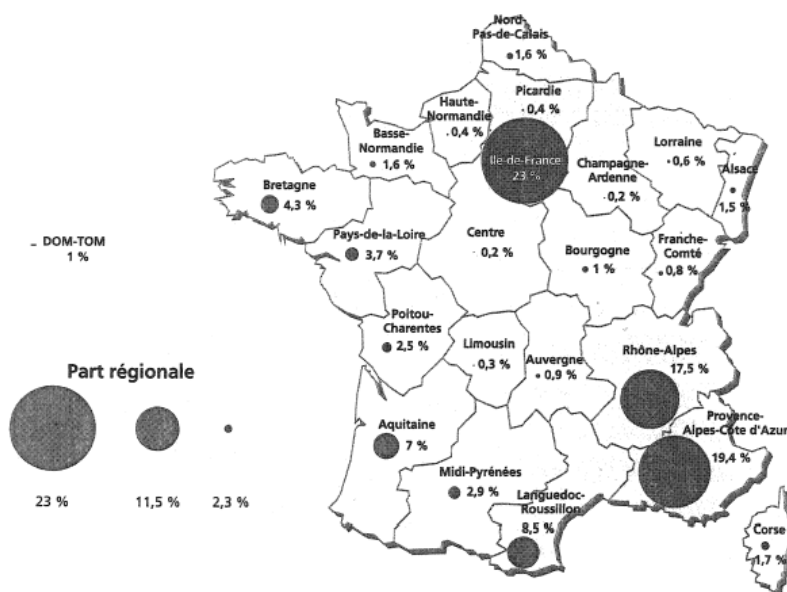 Nord-
Pas-de-Calais
1,6 %
Picardie
0,4 %
Haute-
Normandie
0,4 %
Basse-
Normandie
1,6 %
Ile-de-France
23 %
Champagne-
Ardenne
0,2 %
Lorraine
0,6 %
Alsace
1,5 %
Bretagne
4,3 %
Pays-de-la-Loire
3,7 %
Centre
0,2 %
Bourgogne
1 %
Franche-
Comté
0,8 %
DOM-TOM
1 %
Poitou-
Charentes
2,5 %
Limousin
0,3 %
Auvergne
0,9 %
Rhône-Alpes
17,5 %
Provence-
Alpes-Côte d'Azur
19,4 %
Aquitaine
7 %
Midi-Pyrénées
2,9 %
Languedoc-
Roussillon
8,5 %
Corse
1,7 %
Part régionale
23 %
11,5 %
2,3 %